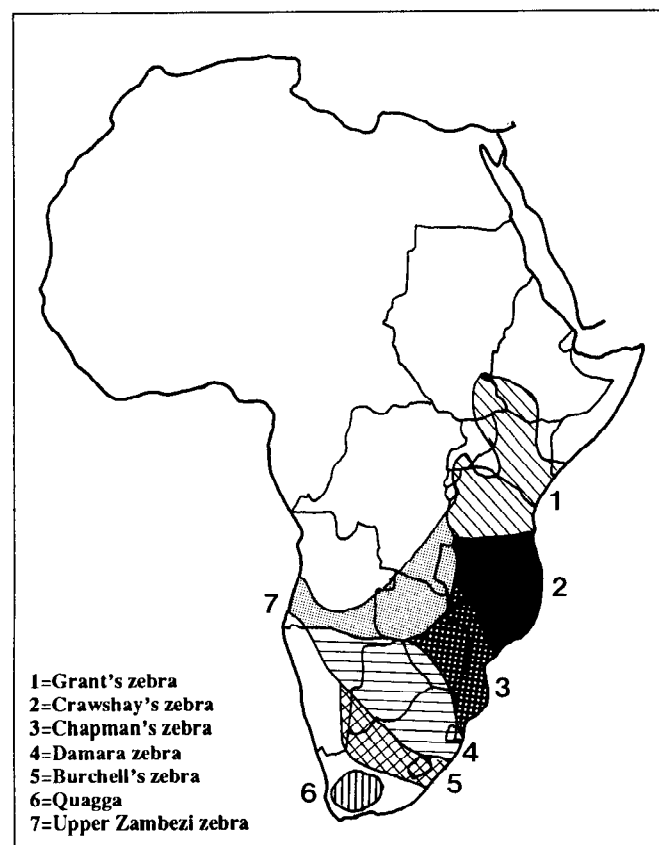 1
2
7
3
4
5
6
1=Grant's zebra
2=Crawshay's zebra
3=Chapman's zebra
4=Damara zebra
5=Burchell's zebra
6=Quagga
7=Upper Zambezi zebra